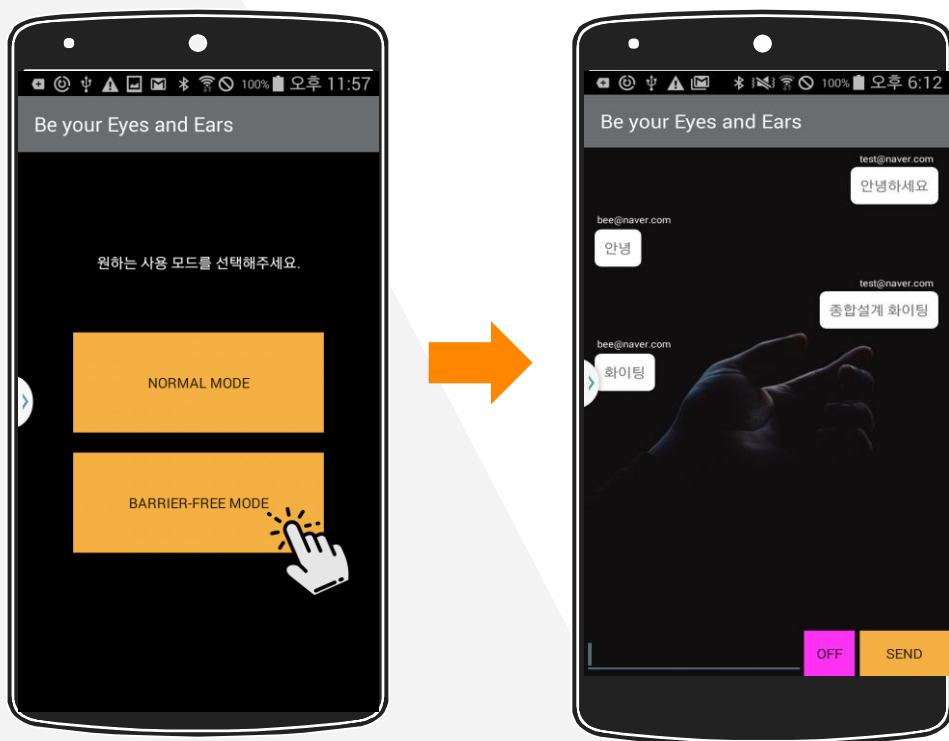 100% 오후 11:57
Be your Eyes and Ears
원하는 사용 모드를 선택해주세요.
NORMAL MODE
BARRIER-FREE MODE
100% 오후 6:12
Be your Eyes and Ears
test@naver.com
안녕하세요
bee@naver.com
안녕
test@naver.com
종합설계 화이팅
bee@naver.com
화이팅
OFF SEND